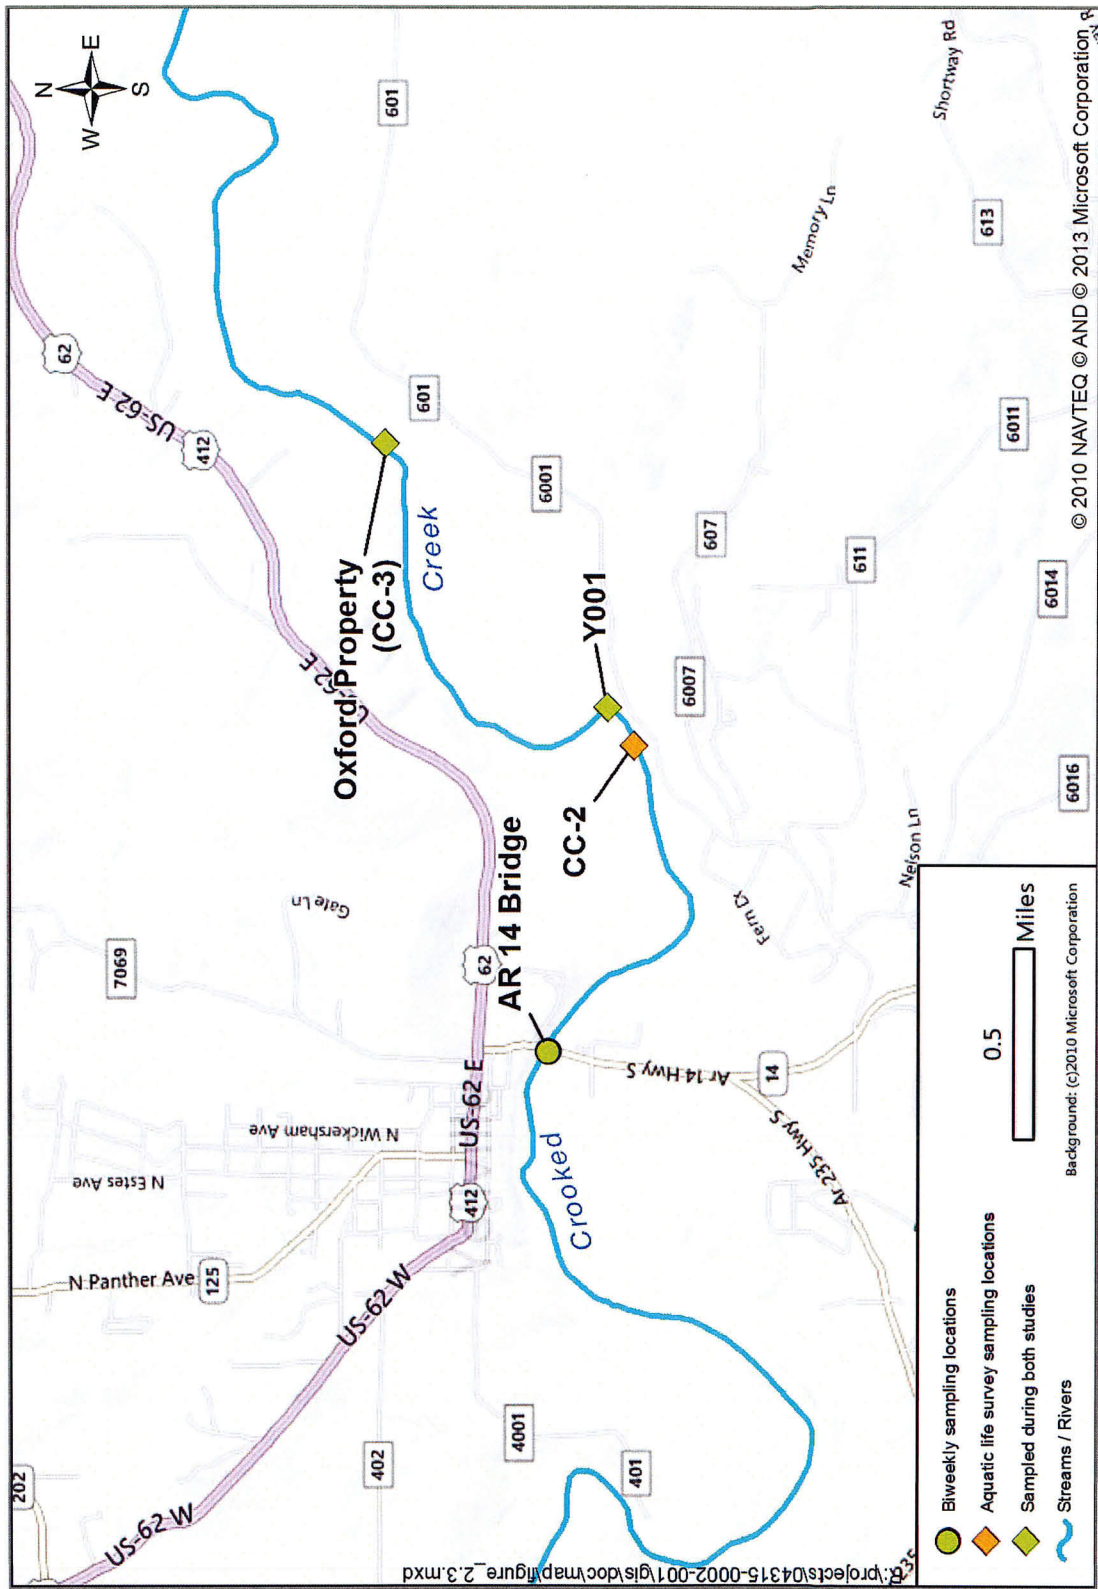 N
W
E
S
202
US-62 W
N Panther Ave
125
N Estes Ave
N Wickersham Ave
7069
Gate Ln
62
US-62 E
412
601
402
US-62 W
412
US-62 E
62
62 E
Oxford Property
(CC-3)
Creek
601
4001
Crooked
AR 14 Bridge
CC-2
Y001
6001
401
Ar 14 Hwy S
14
Ar 235 Hwy S
Fern Dr
6007
607
Memory Ln
Shortway Rd
613
611
Nelson Ln
6011
6014
6016
Biweekly sampling locations
Aquatic life survey sampling locations
Sampled during both studies
Streams / Rivers
0.5
Miles
Background: (c)2010 Microsoft Corporation
© 2010 NAVTEQ © AND © 2013 Microsoft Corporation
:\projects\04315-0002-001\gis\doc\map\figure_2.3.mxd